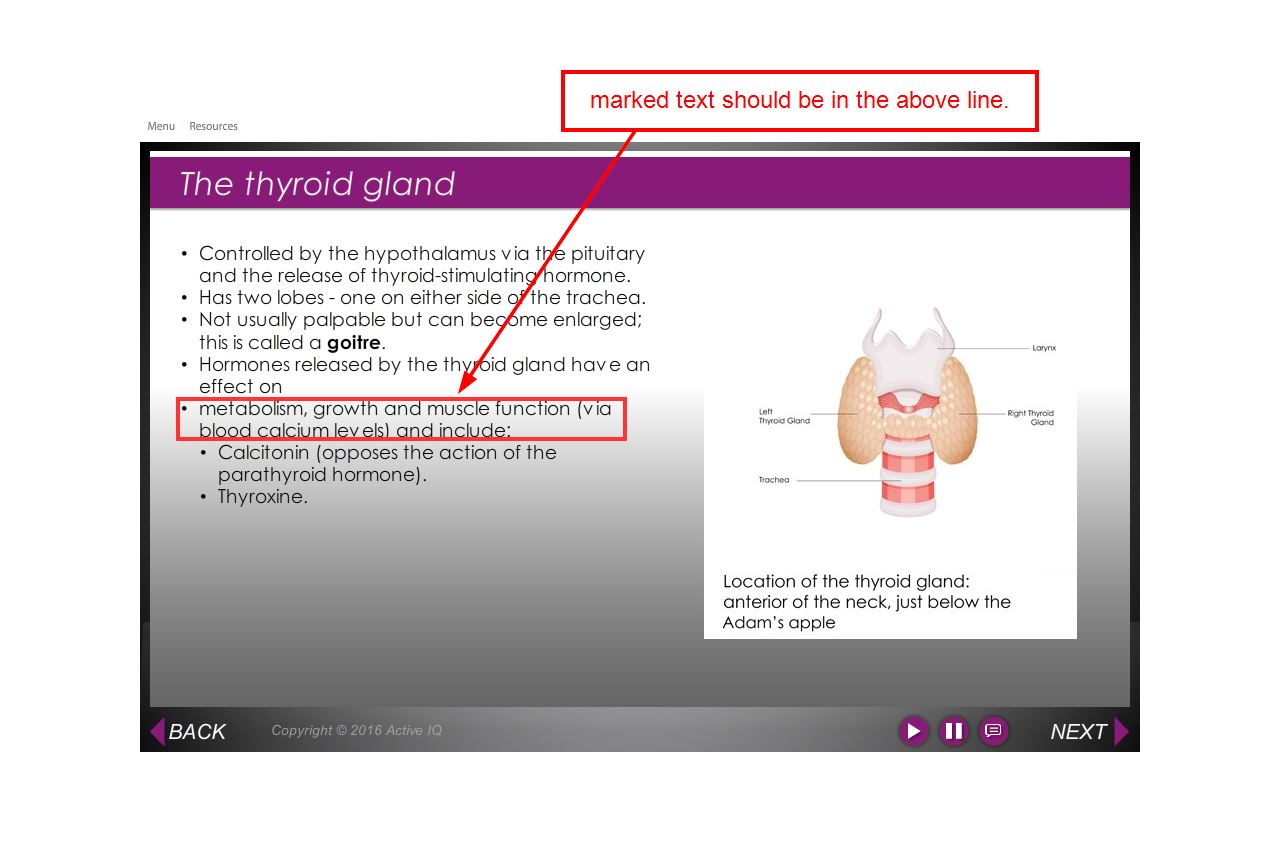 marked text should be in the above line.
Menu Resources
The thyroid gland
• Controlled by the hypothalamus via the pituitary
and the release of thyroid-stimulating hormone.
• Has two lobes - one on either side of the trachea.
• Not usually palpable but can become enlarged;
this is called a goitre.
• Hormones released by the thyroid gland have an
effect on
• metabolism, growth and muscle function (via
blood calcium levels) and include:
• Calcitonin (opposes the action of the
parathyroid hormone).
• Thyroxine.
Larynx
Left
Thyroid Gland
Right Thyroid
Gland
Trachea
Location of the thyroid gland:
anterior of the neck, just below the
Adam's apple
BACK
Copyright © 2016 Active IQ
NEXT